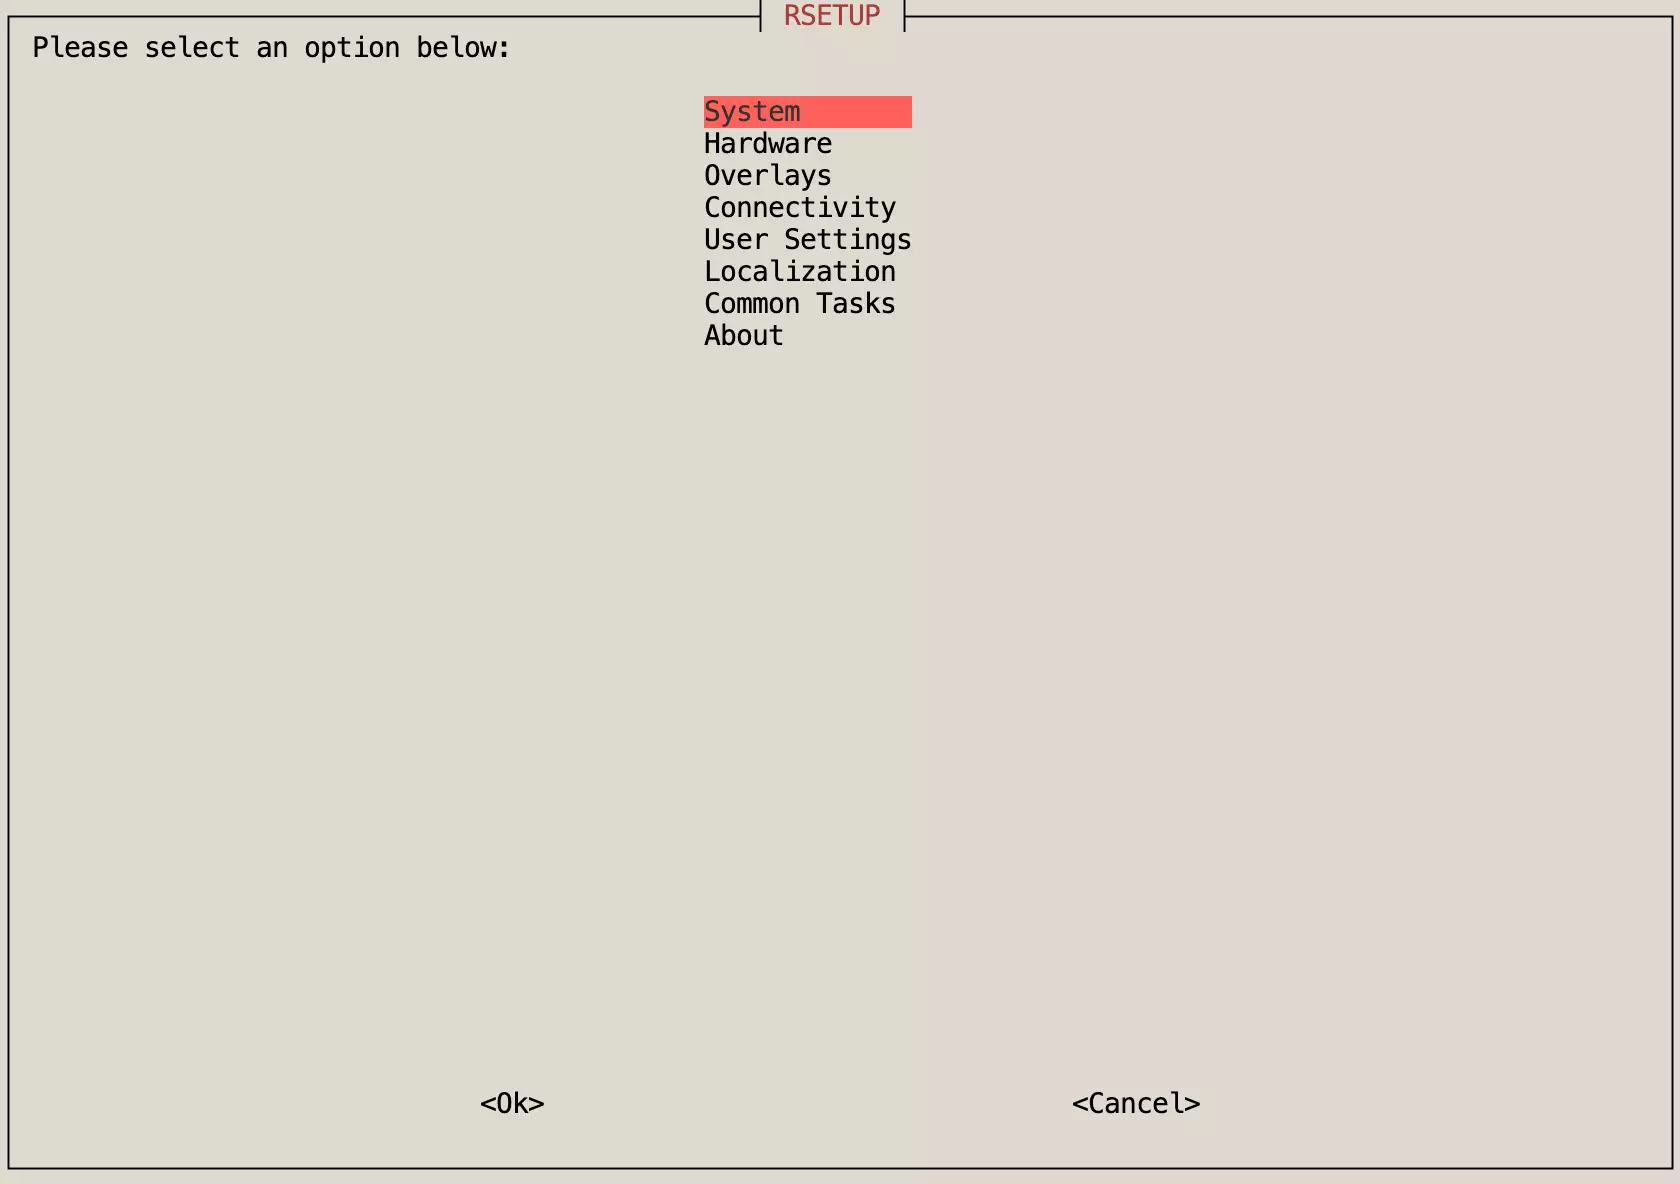 RSETUP
Please select an option below:
System
Hardware
Overlays
Connectivity
User Settings
Localization
Common Tasks
About
<Ok> <Cancel>